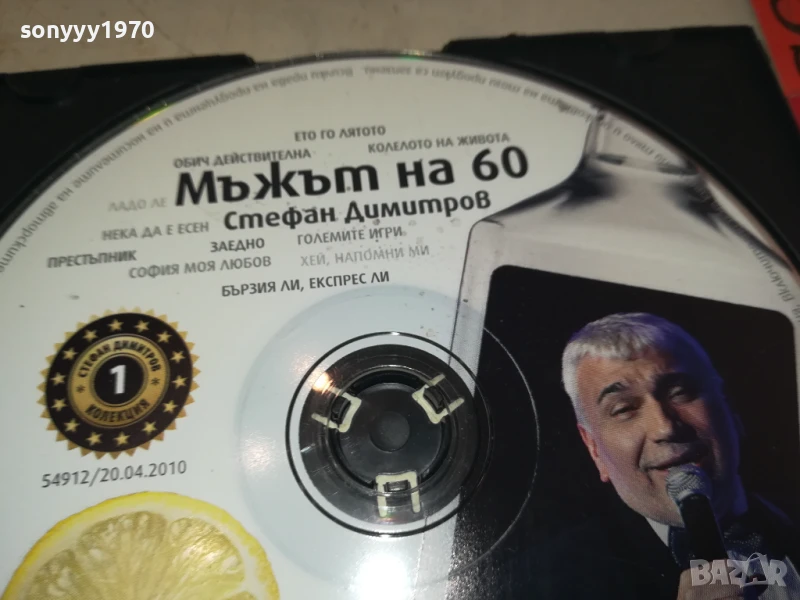 sonyyy1970
ЕТО ГО ЛЯТОТО
ОБИЧ ДЕЙСТВИТЕЛНА КОЛЕЛОТО НА ЖИВОТА
ЛАДО ЛЕ Мъжът на 60
НЕКА ДА Е ЕСЕН Стефан Димитров
ПРЕСТЪПНИК ЗАЕДНО ГОЛЕМИТЕ ИГРИ
СОФИЯ МОЯ ЛЮБОВ ХЕЙ, НАПОМНИ МИ
БЪРЗИЯ ЛИ, ЕКСПРЕС ЛИ
СТЕФАН ДИМИТРОВ
1
КОЛЕКЦИЯ
54912/20.04.2010
BAZAR